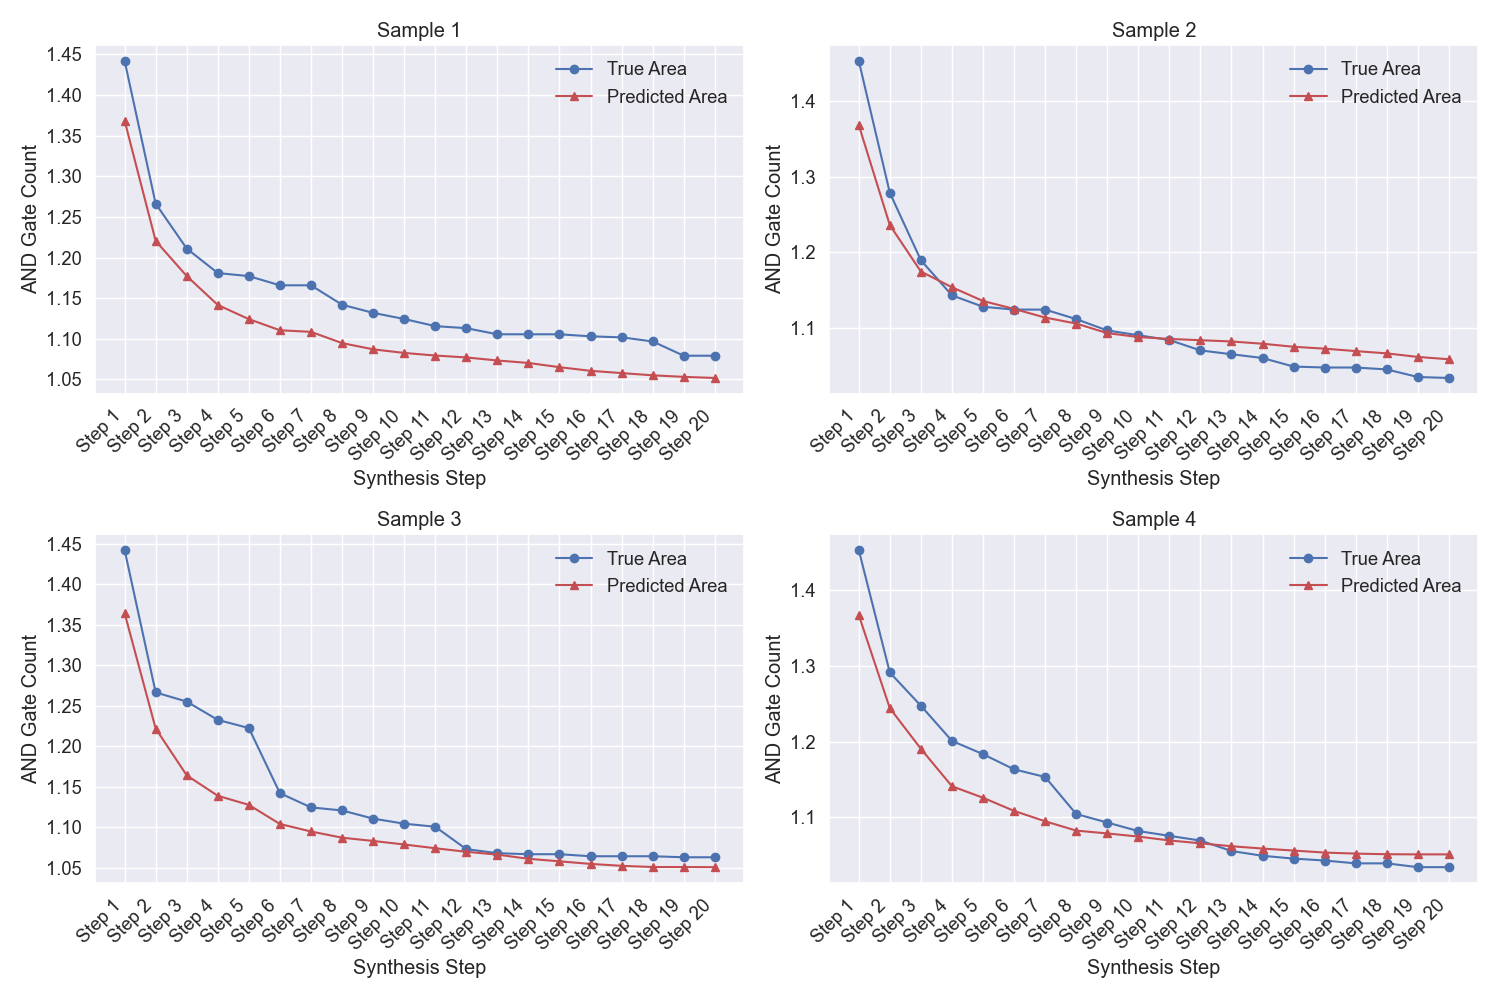 Sample 1
1.45
1.40
1.35
1.30
1.25
1.20
1.15
1.10
1.05
AND Gate Count
True Area
Predicted Area
Step 1
Step 2
Step 3
Step 4
Step 5
Step 6
Step 7
Step 8
Step 9
Step 10
Step 11
Step 12
Step 13
Step 14
Step 15
Step 16
Step 17
Step 18
Step 19
Step 20
Synthesis Step
Sample 2
1.4
1.3
1.2
1.1
AND Gate Count
True Area
Predicted Area
Step 1
Step 2
Step 3
Step 4
Step 5
Step 6
Step 7
Step 8
Step 9
Step 10
Step 11
Step 12
Step 13
Step 14
Step 15
Step 16
Step 17
Step 18
Step 19
Step 20
Synthesis Step
Sample 3
1.45
1.40
1.35
1.30
1.25
1.20
1.15
1.10
1.05
AND Gate Count
True Area
Predicted Area
Step 1
Step 2
Step 3
Step 4
Step 5
Step 6
Step 7
Step 8
Step 9
Step 10
Step 11
Step 12
Step 13
Step 14
Step 15
Step 16
Step 17
Step 18
Step 19
Step 20
Synthesis Step
Sample 4
1.4
1.3
1.2
1.1
AND Gate Count
True Area
Predicted Area
Step 1
Step 2
Step 3
Step 4
Step 5
Step 6
Step 7
Step 8
Step 9
Step 10
Step 11
Step 12
Step 13
Step 14
Step 15
Step 16
Step 17
Step 18
Step 19
Step 20
Synthesis Step